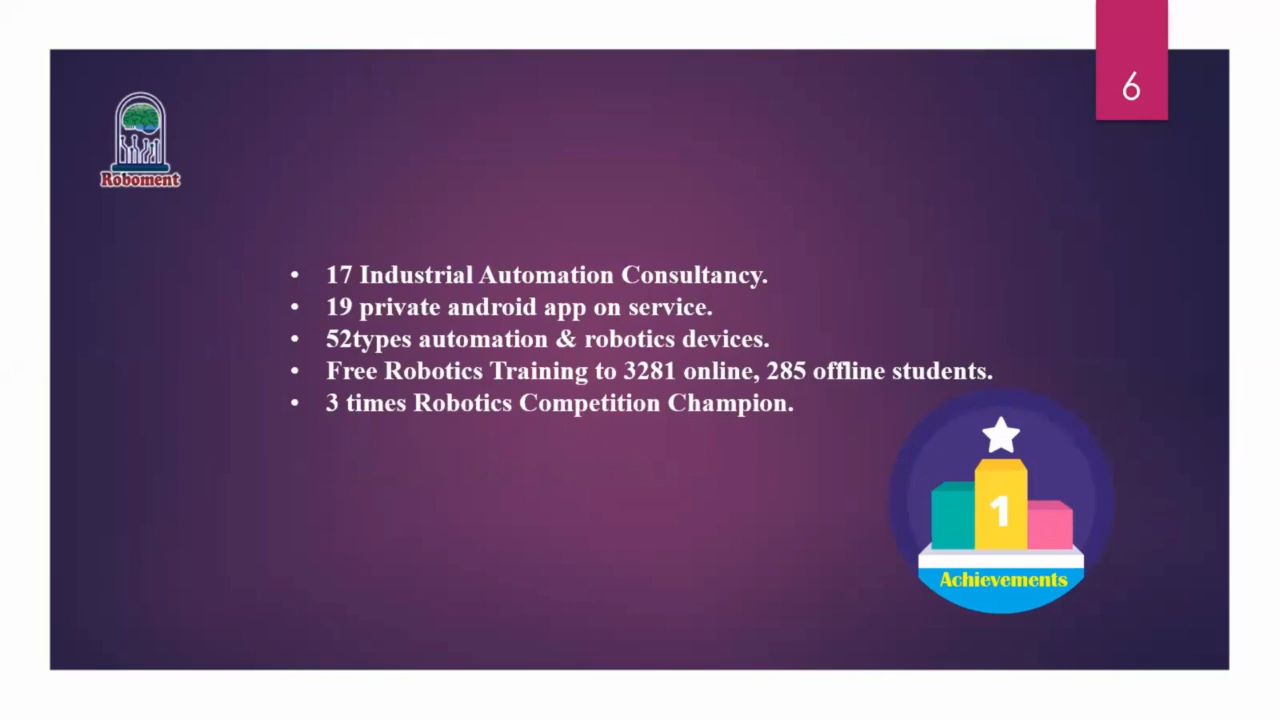 6
Roboment
• 17 Industrial Automation Consultancy.
• 19 private android app on service.
• 52types automation & robotics devices.
• Free Robotics Training to 3281 online, 285 offline students.
• 3 times Robotics Competition Champion.
1
Achievements